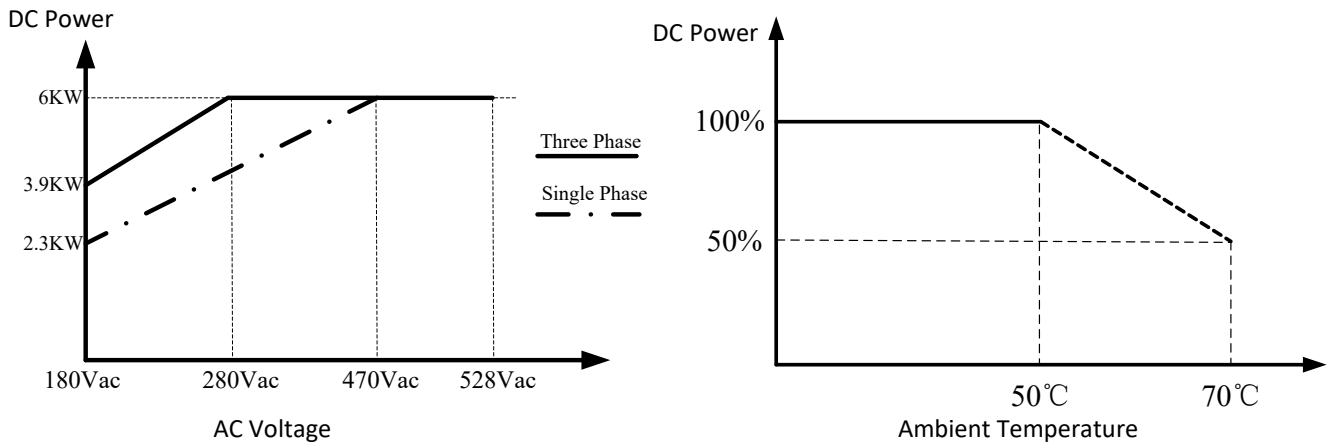 DC Power
6KW
3.9KW
2.3KW
180Vac
280Vac
470Vac
528Vac
AC Voltage
Three Phase
Single Phase
DC Power
100%
50%
50℃
70℃
Ambient Temperature